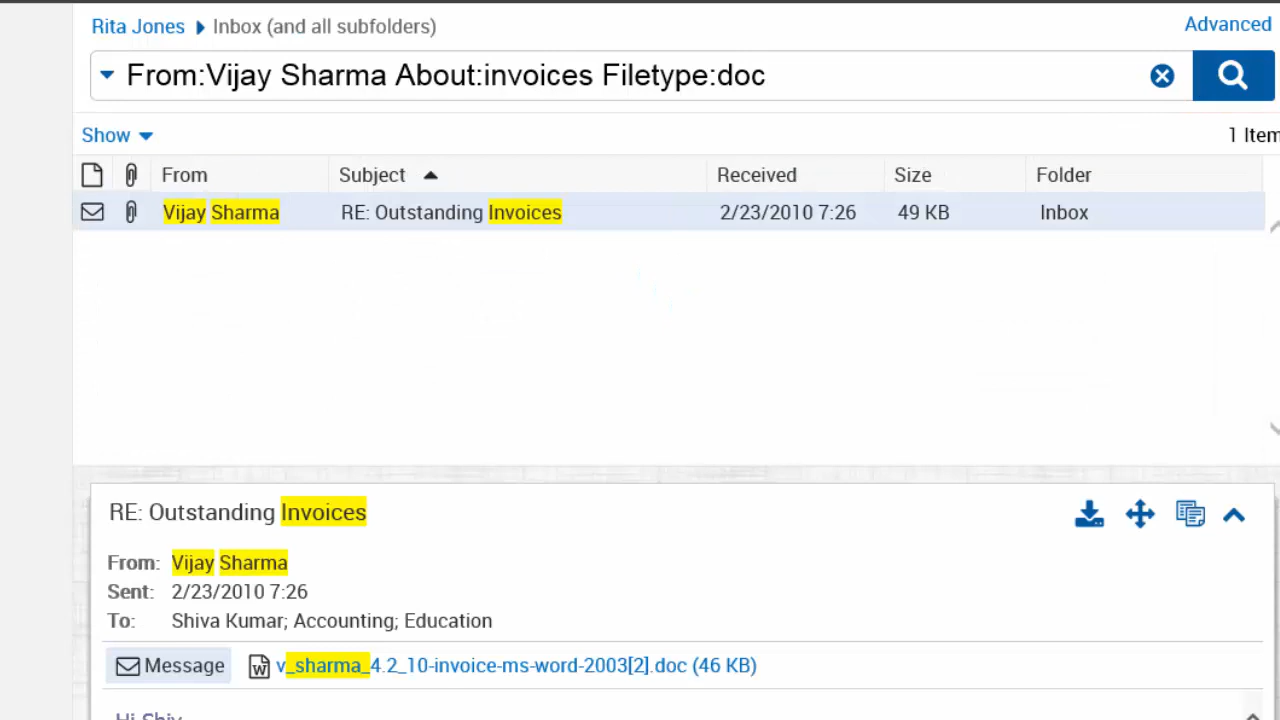 Rita Jones Inbox (and all subfolders) Advanced
From:Vijay Sharma About:invoices Filetype:doc
Show 1 Item
From Subject Received Size Folder
Vijay Sharma RE: Outstanding Invoices 2/23/2010 7:26 49 KB Inbox
RE: Outstanding Invoices
From: Vijay Sharma
Sent: 2/23/2010 7:26
To: Shiva Kumar; Accounting; Education
Message v_sharma_4.2_10-invoice-ms-word-2003[2].doc (46 KB)
Hi Shiv